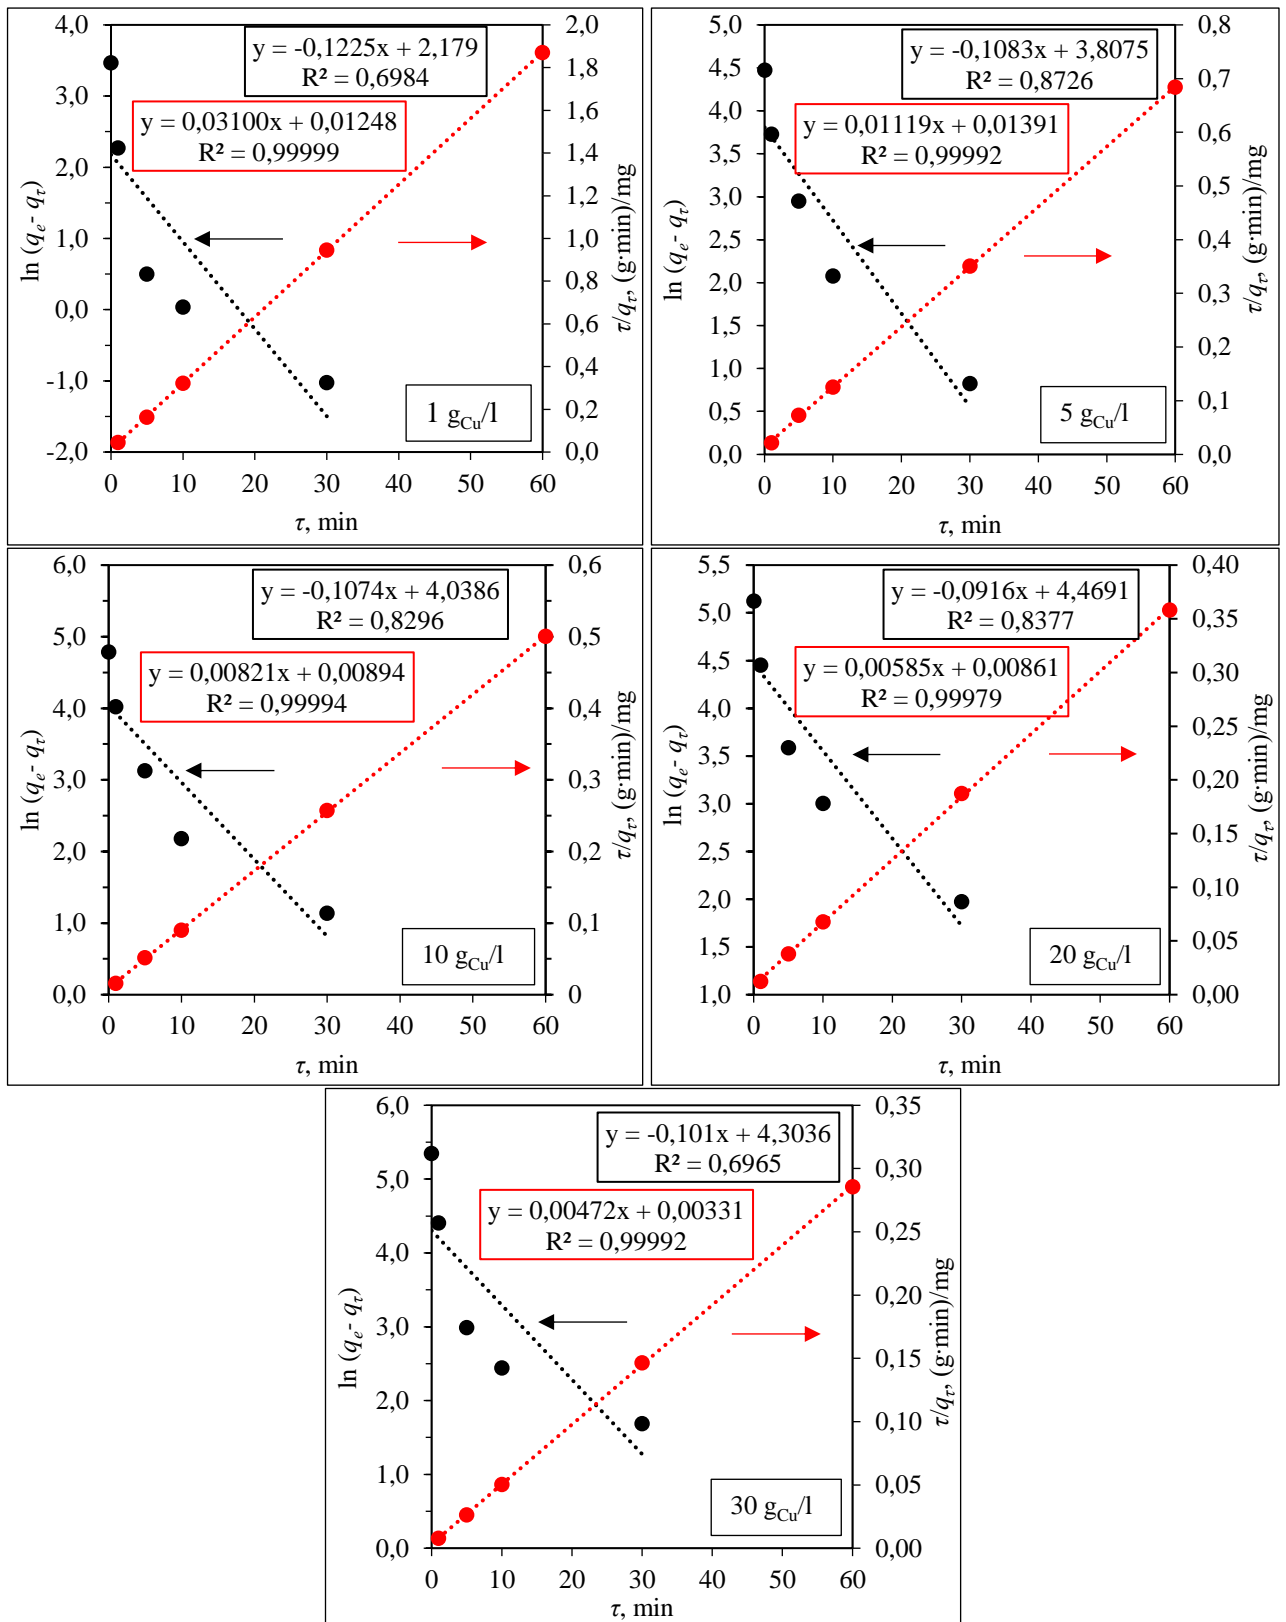 4,0
3,0
2,0
1,0
0,0
-1,0
-2,0
ln (qe- qτ)
y = -0,1225x + 2,179
R² = 0,6984
y = 0,03100x + 0,01248
R² = 0,99999
1 gCu/l
2,0
1,8
1,6
1,4
1,2
1,0
0,8
0,6
0,4
0,2
0,0
τ/qτ, (g·min)/mg
0 10 20 30 40 50 60
τ, min
5,0
4,5
4,0
3,5
3,0
2,5
2,0
1,5
1,0
0,5
0,0
ln (qe- qτ)
y = -0,1083x + 3,8075
R² = 0,8726
y = 0,01119x + 0,01391
R² = 0,99992
5 gCu/l
0,8
0,7
0,6
0,5
0,4
0,3
0,2
0,1
0,0
τ/qτ, (g·min)/mg
0 10 20 30 40 50 60
τ, min
6,0
5,0
4,0
3,0
2,0
1,0
0,0
ln (qe- qτ)
y = -0,1074x + 4,0386
R² = 0,8296
y = 0,00821x + 0,00894
R² = 0,99994
10 gCu/l
0,6
0,5
0,4
0,3
0,2
0,1
0
τ/qτ, (g·min)/mg
0 10 20 30 40 50 60
τ, min
5,5
5,0
4,5
4,0
3,5
3,0
2,5
2,0
1,5
1,0
ln (qe- qτ)
y = -0,0916x + 4,4691
R² = 0,8377
y = 0,00585x + 0,00861
R² = 0,99979
20 gCu/l
0,40
0,35
0,30
0,25
0,20
0,15
0,10
0,05
0,00
τ/qτ, (g·min)/mg
0 10 20 30 40 50 60
τ, min
6,0
5,0
4,0
3,0
2,0
1,0
0,0
ln (qe- qτ)
y = -0,101x + 4,3036
R² = 0,6965
y = 0,00472x + 0,00331
R² = 0,99992
30 gCu/l
0,35
0,30
0,25
0,20
0,15
0,10
0,05
0,00
τ/qτ, (g·min)/mg
0 10 20 30 40 50 60
τ, min